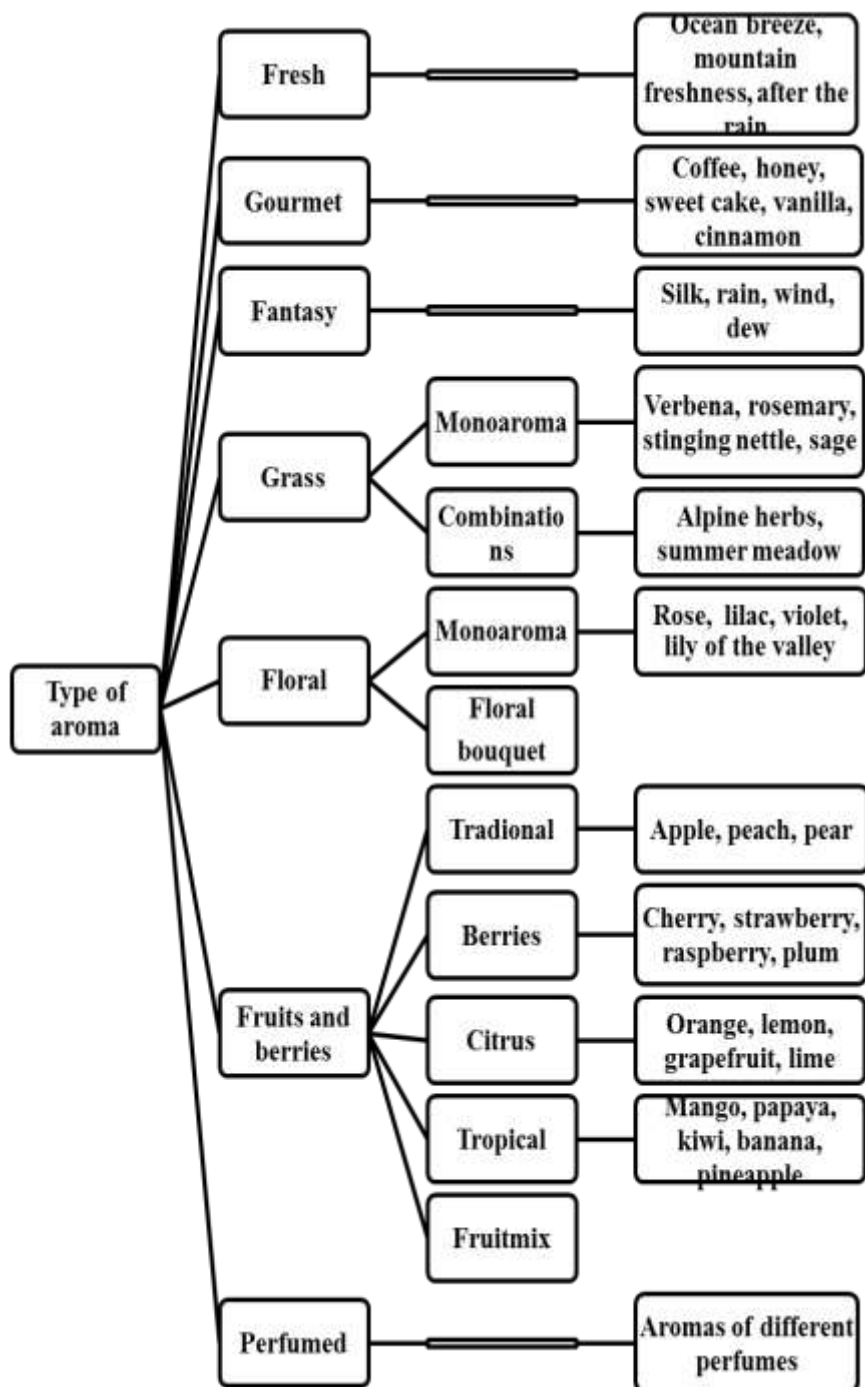 Type of
aroma
Fresh
Ocean breeze,
mountain
freshness, after the
rain
Gourmet
Coffee, honey,
sweet cake, vanilla,
cinnamon
Fantasy
Silk, rain, wind,
dew
Grass
Monoaroma
Verbena, rosemary,
stinging nettle, sage
Combinatio
ns
Alpine herbs,
summer meadow
Floral
Monoaroma
Rose, lilac, violet,
lily of the valley
Floral
bouquet
Fruits and
berries
Tradional
Apple, peach, pear
Berries
Cherry, strawberry,
raspberry, plum
Citrus
Orange, lemon,
grapefruit, lime
Tropical
Mango, papaya,
kiwi, banana,
pineapple
Fruitmix
Perfumed
Aromas of different
perfumes